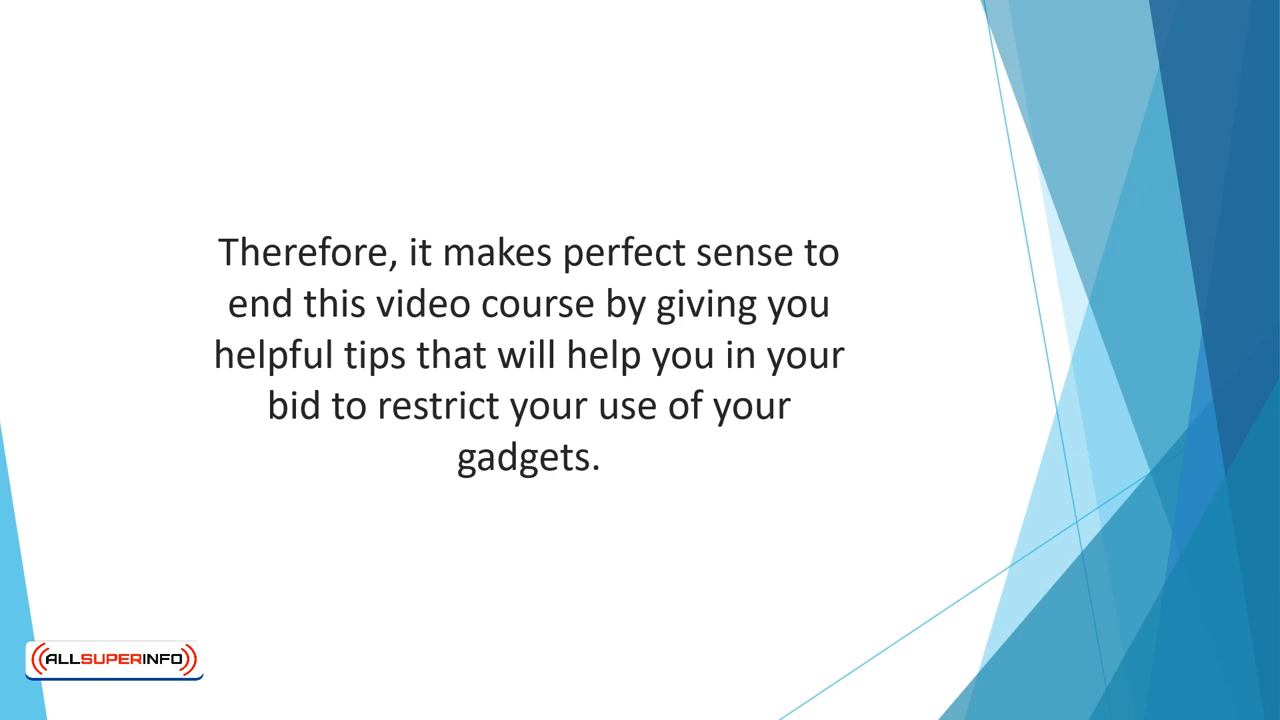 Therefore, it makes perfect sense to
end this video course by giving you
helpful tips that will help you in your
bid to restrict your use of your
gadgets.
ALLSUPERINFO